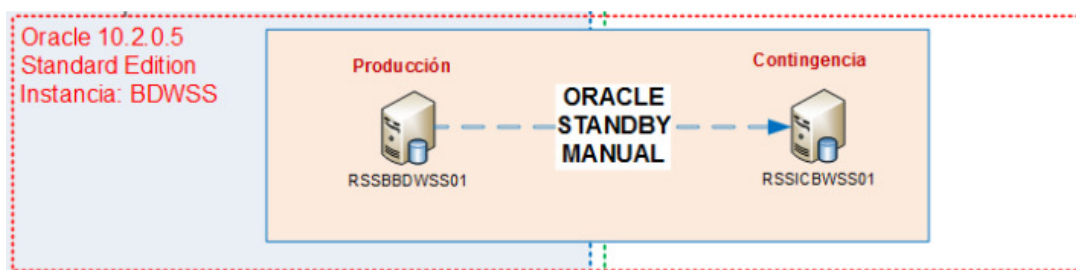 Oracle 10.2.0.5
Standard Edition
Instancia: BDWSS
Producción
Contingencia
ORACLE
STANDBY
MANUAL
RSSBBDWSS01
RSSICBWSS01